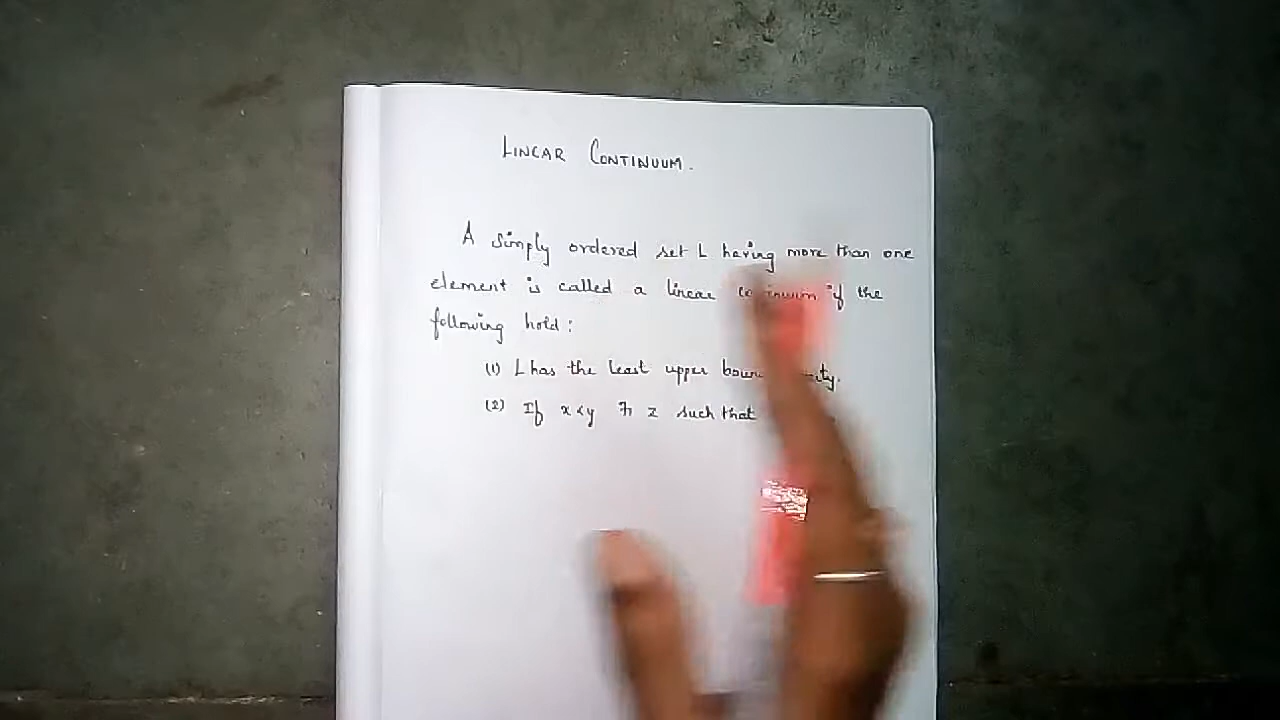 LINEAR CONTINUUM.
A simply ordered set L having more than one
element is called a linear continuum if the
following hold:
(1) L has the least upper
(2) If x<y ∃ z such that